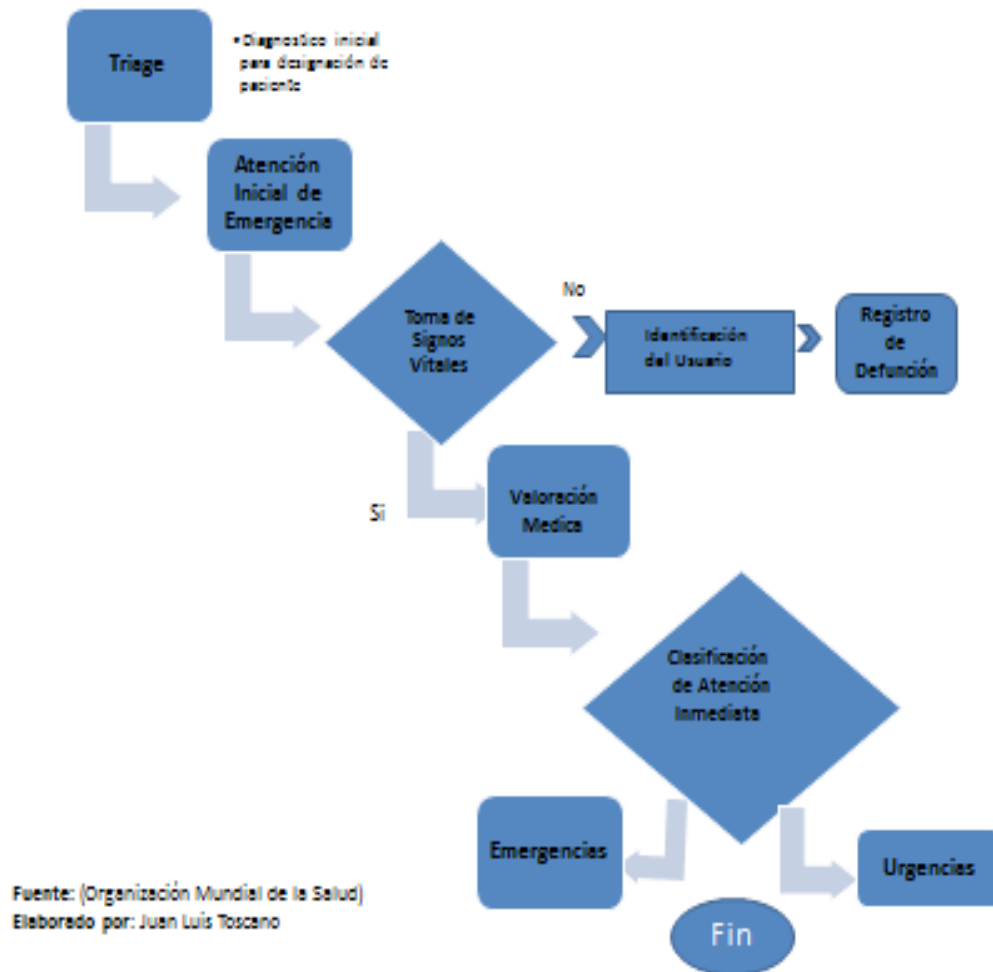 Triage
•Diagnostico inicial
para designación de
paciente
Atención
Inicial de
Emergencia
Toma de
Signos
Vitales
No
Identificación
del Usuario
Registro
de
Defunción
Si
Valoración
Medica
Clasificación
de Atención
Inmediata
Emergencias
Urgencias
Fin
Fuente: (Organización Mundial de la Salud)
Elaborado por: Juan Luis Toscano